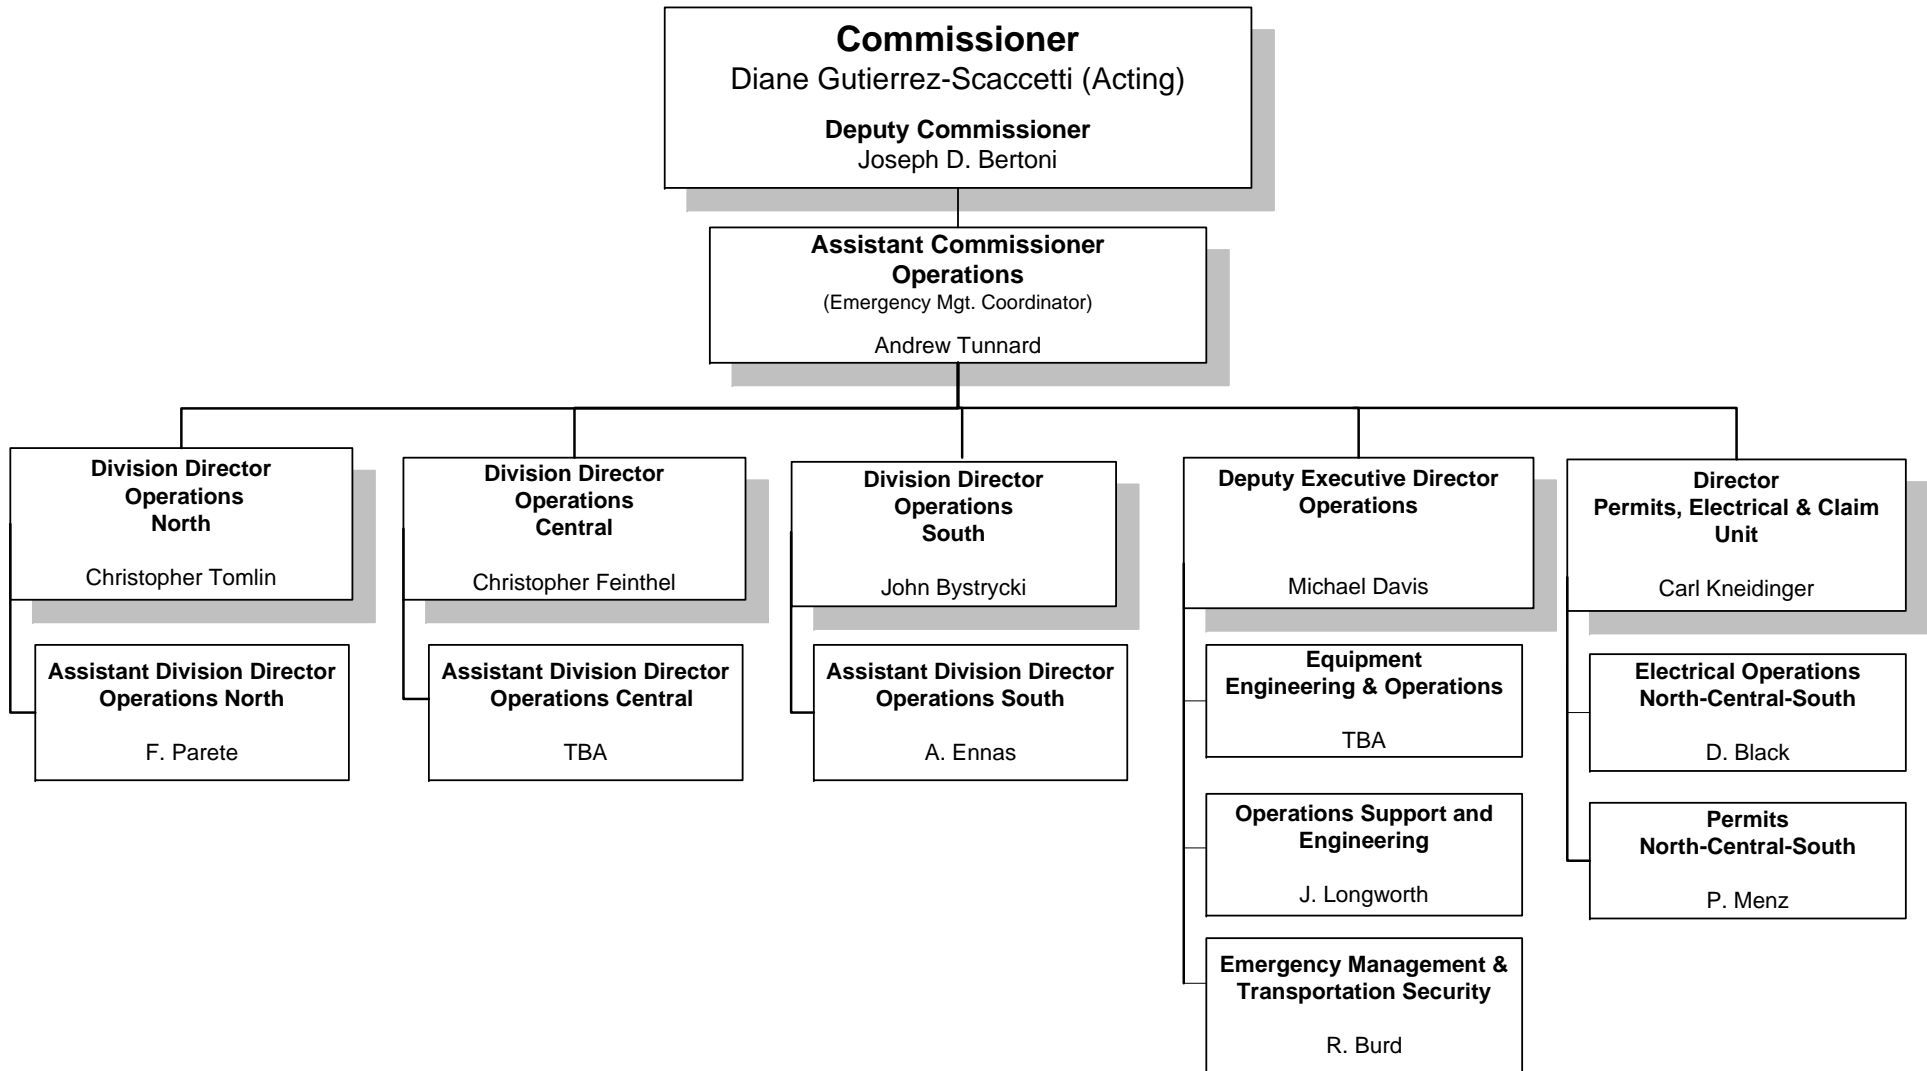 Commissioner
Diane Gutierrez-Scaccetti (Acting)
Deputy Commissioner
Joseph D. Bertoni
Assistant Commissioner
Operations
(Emergency Mgt. Coordinator)
Andrew Tunnard
Division Director
Operations
North
Christopher Tomlin
Division Director
Operations
Central
Christopher Feinthel
Division Director
Operations
South
John Bystrycki
Deputy Executive Director
Operations
Michael Davis
Director
Permits, Electrical & Claim
Unit
Carl Kneidinger
Assistant Division Director
Operations North
F. Parete
Assistant Division Director
Operations Central
TBA
Assistant Division Director
Operations South
A. Ennas
Equipment
Engineering & Operations
TBA
Operations Support and
Engineering
J. Longworth
Emergency Management &
Transportation Security
R. Burd
Electrical Operations
North-Central-South
D. Black
Permits
North-Central-South
P. Menz